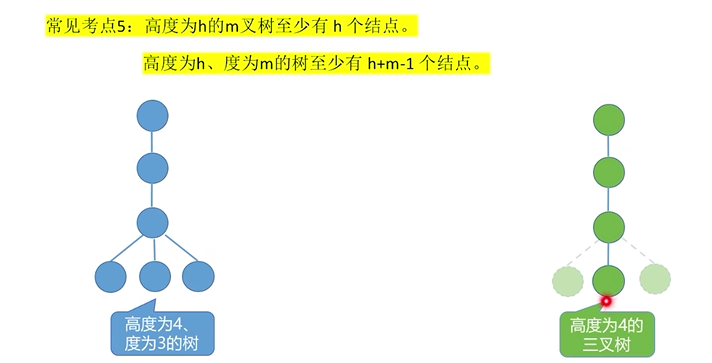 常见考点5：高度为h的m叉树至少有 h 个结点。
高度为h、度为m的树至少有 h+m-1 个结点。
高度为4、
度为3的树
高度为4的
三叉树